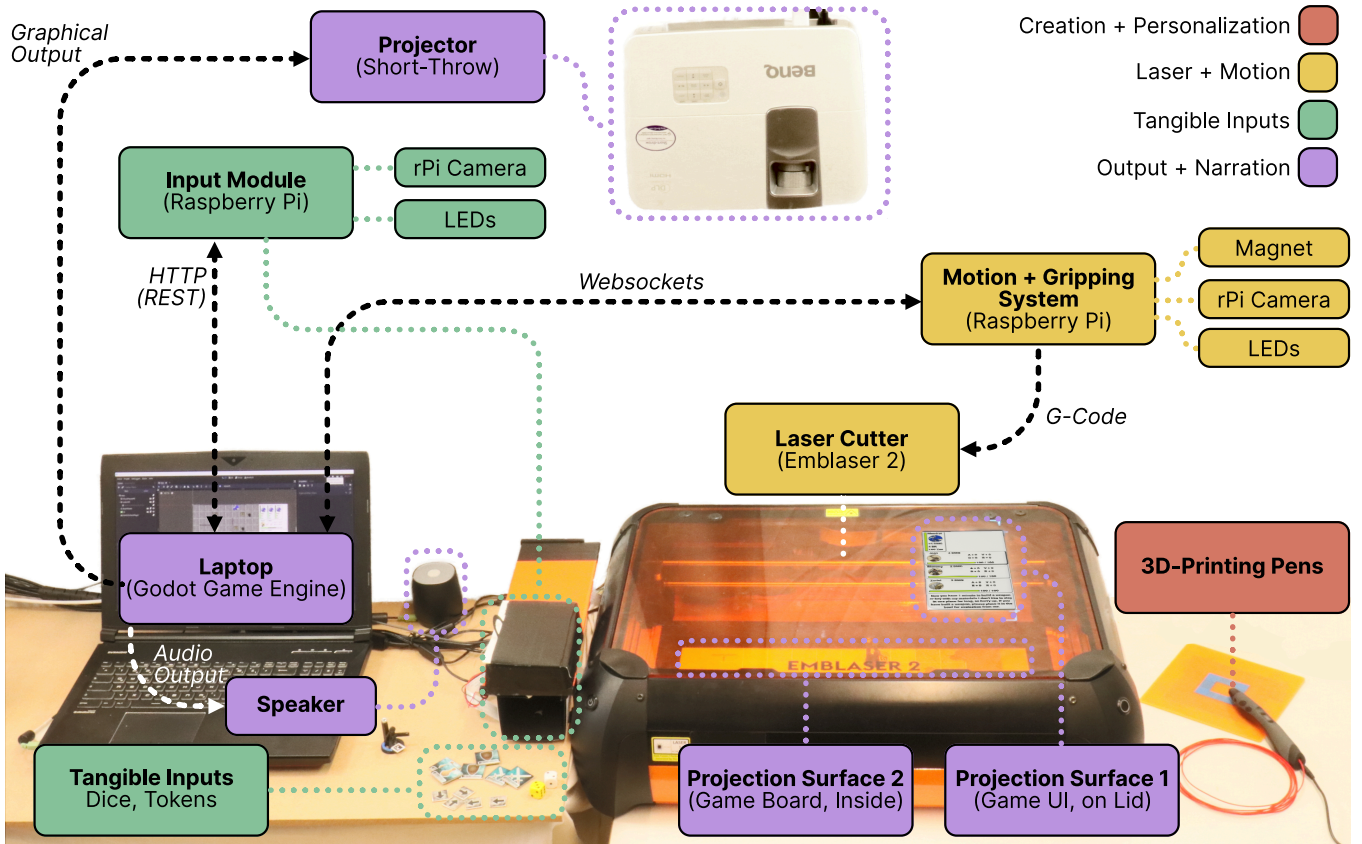 Graphical
Output
Projector
(Short-Throw)
BenQ
Creation + Personalization
Laser + Motion
Tangible Inputs
Output + Narration
Input Module
(Raspberry Pi)
rPi Camera
LEDs
HTTP
(REST)
Websockets
Motion + Gripping
System
(Raspberry Pi)
Magnet
rPi Camera
LEDs
G-Code
Laser Cutter
(Emblaser 2)
Laptop
(Godot Game Engine)
3D-Printing Pens
Audio
Output
Speaker
EMBLASER 2
Tangible Inputs
Dice, Tokens
Projection Surface 2
(Game Board, Inside)
Projection Surface 1
(Game UI, on Lid)